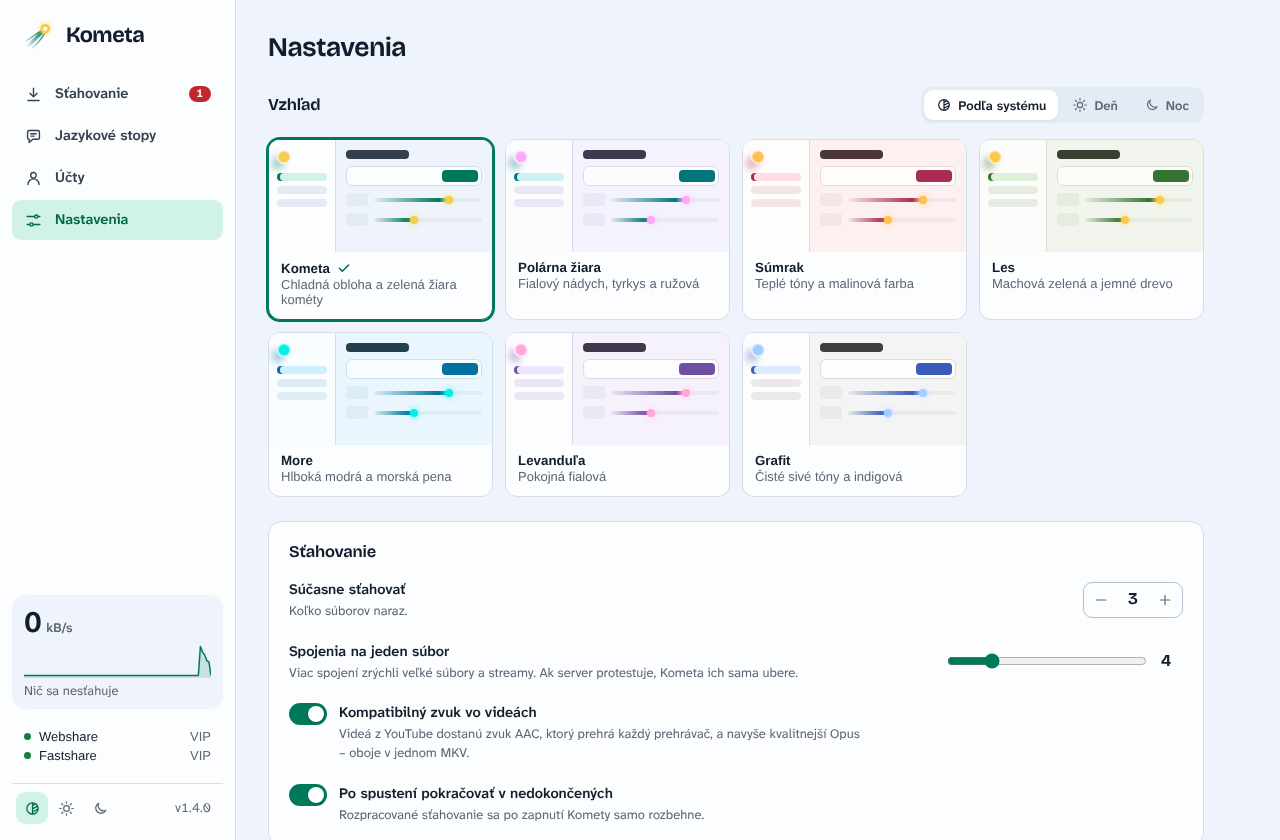 Kometa
Sťahovanie
1
Jazykové stopy
Účty
Nastavenia
0 kB/s
Nič sa nesťahuje
Webshare VIP
Fastshare VIP
v1.4.0
Nastavenia
Vzhľad
Podľa systému
Deň
Noc
Kometa
Chladná obloha a zelená žiara
kométy
Polárna žiara
Fialový nádych, tyrkys a ružová
Súmrak
Teplé tóny a malinová farba
Les
Machová zelená a jemné drevo
More
Hlboká modrá a morská pena
Levanduľa
Pokojná fialová
Grafit
Čisté sivé tóny a indigová
Sťahovanie
Súčasne sťahovať
Koľko súborov naraz.
− 3 +
Spojenia na jeden súbor
Viac spojení zrýchli veľké súbory a streamy. Ak server protestuje, Kometa ich sama ubere.
4
Kompatibilný zvuk vo videách
Videá z YouTube dostanú zvuk AAC, ktorý prehrá každý prehrávač, a navyše kvalitnejší Opus
– oboje v jednom MKV.
Po spustení pokračovať v nedokončených
Rozpracované sťahovanie sa po zapnutí Komety samo rozbehne.